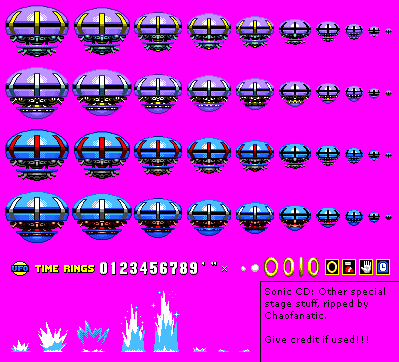 UFO TIME RINGS 0123456789 ' " ×
Sonic CD: Other special
stage stuff, ripped by
Chaofanatic.
Give credit if used!!!